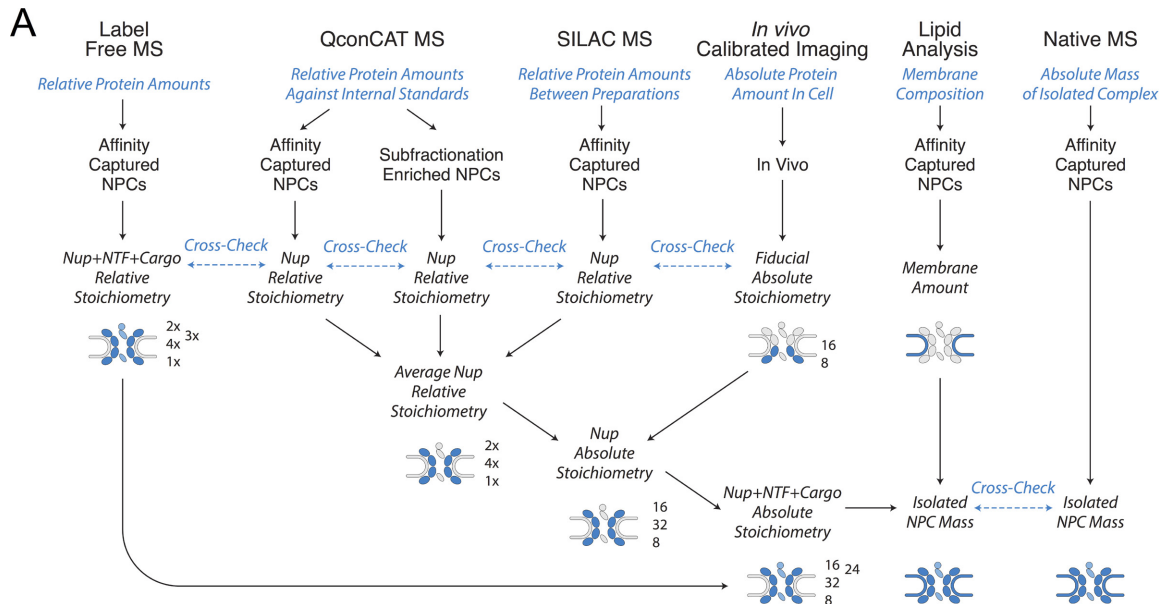 A
Label
Free MS
QconCAT MS
SILAC MS
In vivo
Calibrated Imaging
Lipid
Analysis
Native MS
Relative Protein Amounts
Relative Protein Amounts
Against Internal Standards
Relative Protein Amounts
Between Preparations
Absolute Protein
Amount In Cell
Membrane
Composition
Absolute Mass
of Isolated Complex
Affinity
Captured
NPCs
Affinity
Captured
NPCs
Subfractionation
Enriched NPCs
Affinity
Captured
NPCs
In Vivo
Affinity
Captured
NPCs
Affinity
Captured
NPCs
Nup+NTF+Cargo
Relative
Stoichiometry
Cross-Check
Nup
Relative
Stoichiometry
Cross-Check
Nup
Relative
Stoichiometry
Cross-Check
Nup
Relative
Stoichiometry
Cross-Check
Fiducial
Absolute
Stoichiometry
Membrane
Amount
2x
3x
4x
1x
16
8
Average Nup
Relative
Stoichiometry
2x
4x
1x
Nup
Absolute
Stoichiometry
16
32
8
Nup+NTF+Cargo
Absolute
Stoichiometry
Isolated
NPC Mass
Cross-Check
Isolated
NPC Mass
16
24
32
8